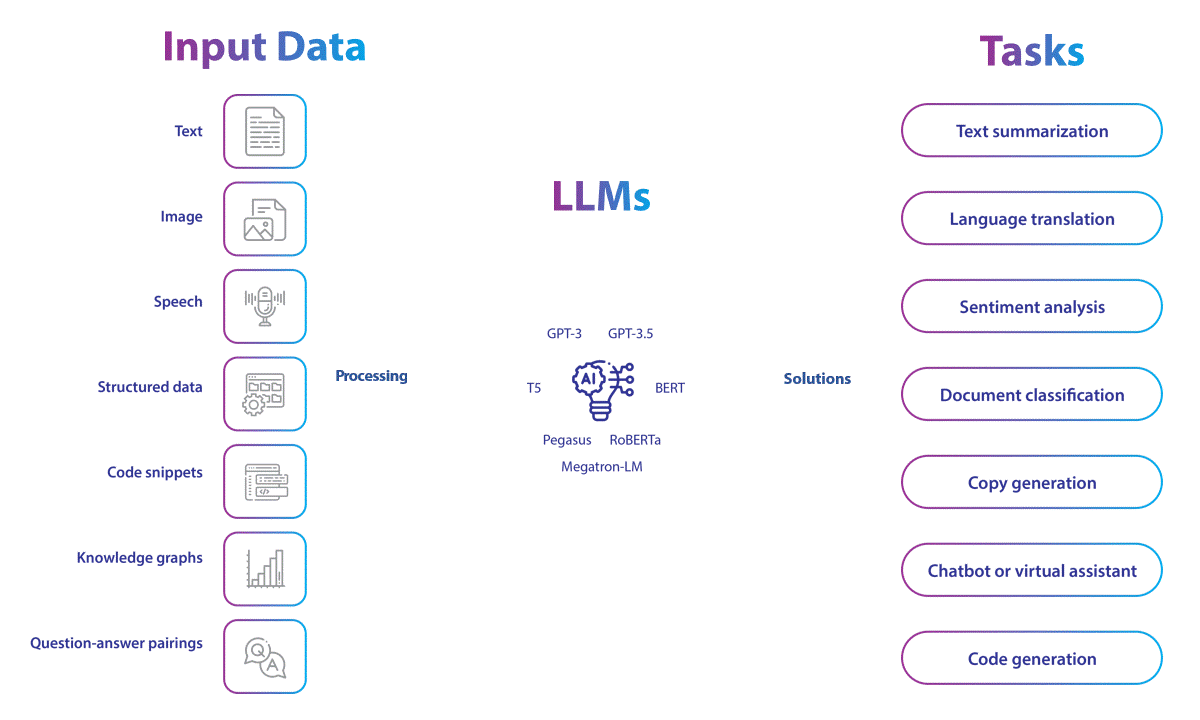 Input Data
Text
Image
Speech
Structured data
Code snippets
Knowledge graphs
Question-answer pairings
Processing
LLMs
GPT-3
GPT-3.5
T5
AI
BERT
Pegasus
RoBERTa
Megatron-LM
Solutions
Tasks
Text summarization
Language translation
Sentiment analysis
Document classification
Copy generation
Chatbot or virtual assistant
Code generation
Q
A